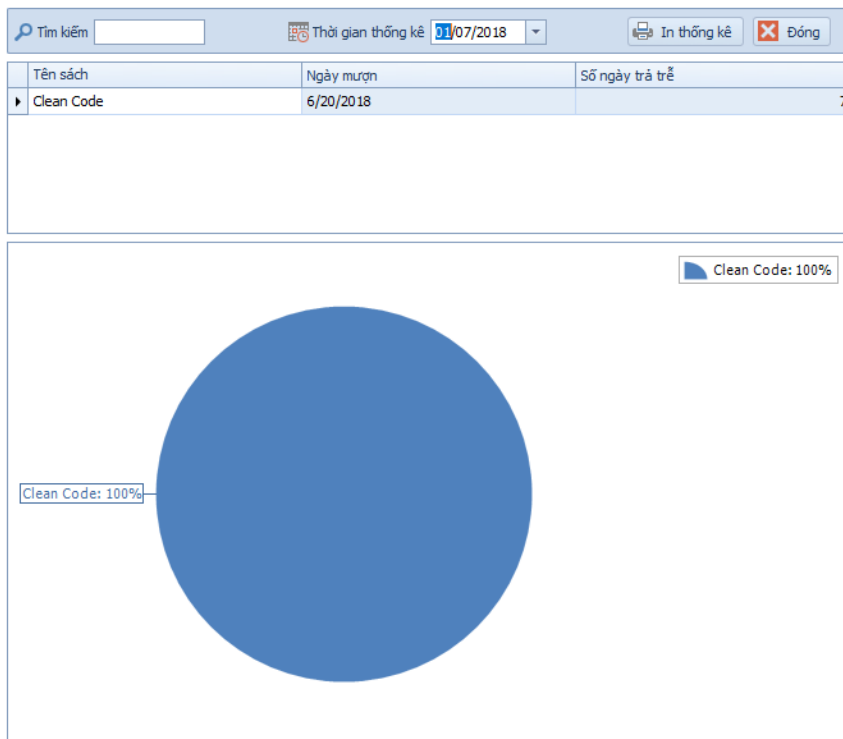 Tìm kiếm Thời gian thống kê 01/07/2018 In thống kê Đóng
Tên sách Ngày mượn Số ngày trả trễ
Clean Code 6/20/2018 7
Clean Code: 100%
Clean Code: 100%